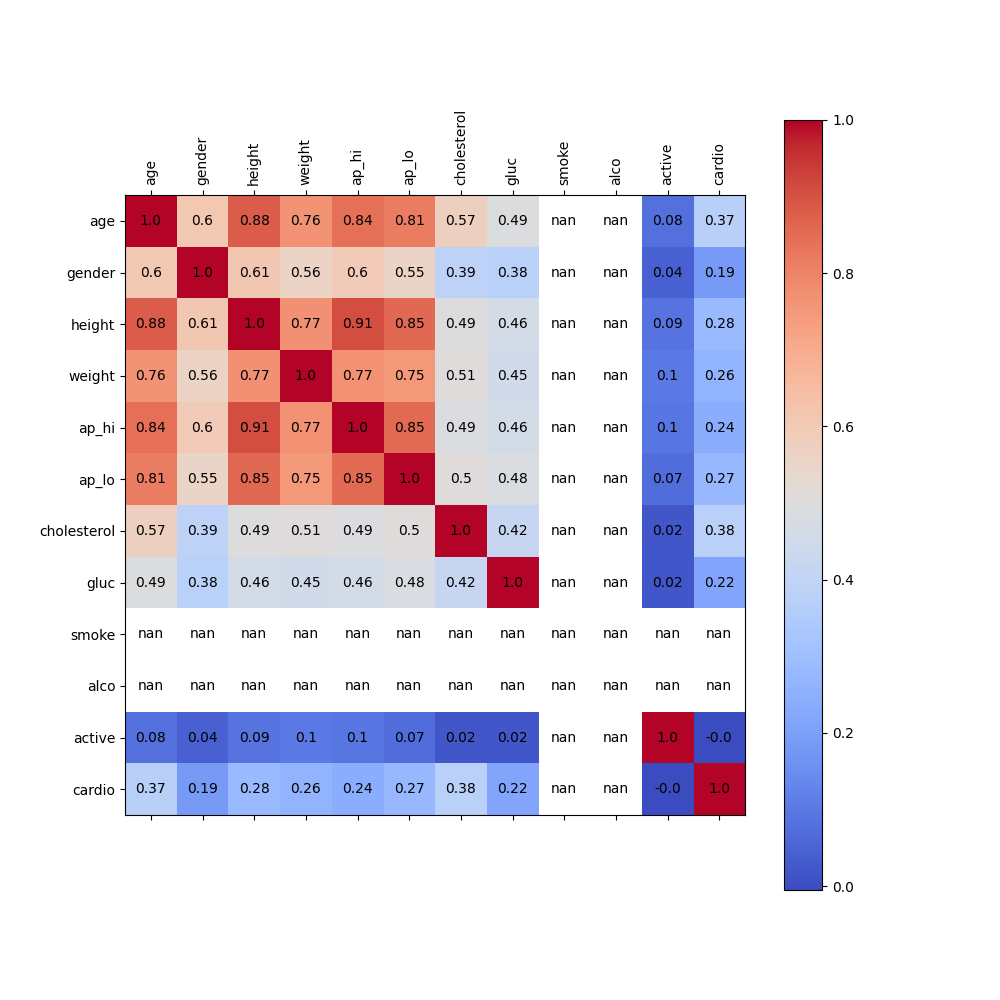 age gender height weight ap_hi ap_lo cholesterol gluc smoke alco active cardio
age 1.0 0.6 0.88 0.76 0.84 0.81 0.57 0.49 nan nan 0.08 0.37
gender 0.6 1.0 0.61 0.56 0.6 0.55 0.39 0.38 nan nan 0.04 0.19
height 0.88 0.61 1.0 0.77 0.91 0.85 0.49 0.46 nan nan 0.09 0.28
weight 0.76 0.56 0.77 1.0 0.77 0.75 0.51 0.45 nan nan 0.1 0.26
ap_hi 0.84 0.6 0.91 0.77 1.0 0.85 0.49 0.46 nan nan 0.1 0.24
ap_lo 0.81 0.55 0.85 0.75 0.85 1.0 0.5 0.48 nan nan 0.07 0.27
cholesterol 0.57 0.39 0.49 0.51 0.49 0.5 1.0 0.42 nan nan 0.02 0.38
gluc 0.49 0.38 0.46 0.45 0.46 0.48 0.42 1.0 nan nan 0.02 0.22
smoke nan nan nan nan nan nan nan nan nan nan nan nan
alco nan nan nan nan nan nan nan nan nan nan nan nan
active 0.08 0.04 0.09 0.1 0.1 0.07 0.02 0.02 nan nan 1.0 -0.0
cardio 0.37 0.19 0.28 0.26 0.24 0.27 0.38 0.22 nan nan -0.0 1.0
1.0
0.8
0.6
0.4
0.2
0.0